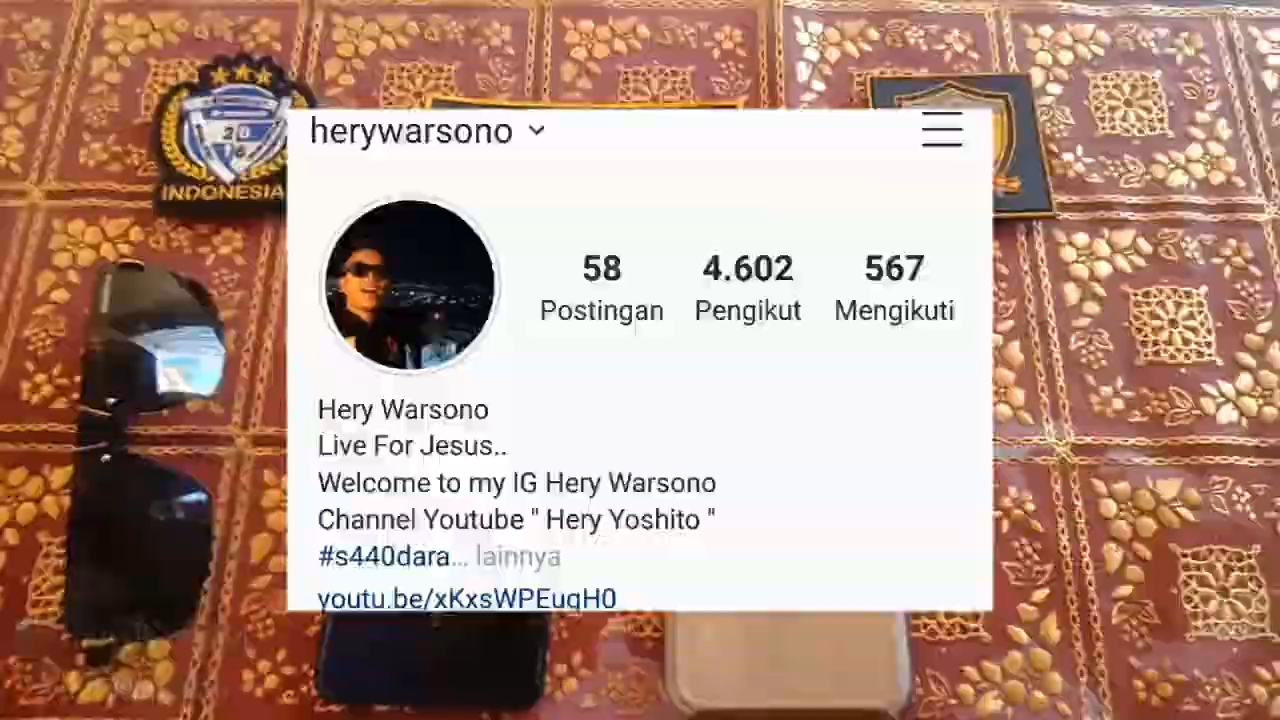 herywarsono
INDONESIA
58 4.602 567
Postingan Pengikut Mengikuti
Hery Warsono
Live For Jesus..
Welcome to my IG Hery Warsono
Channel Youtube " Hery Yoshito "
#s440dara... lainnya
youtu.be/xKxsWPEuqH0